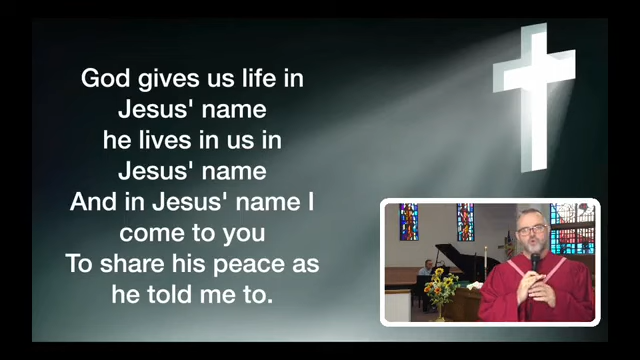 God gives us life in
Jesus' name
he lives in us in
Jesus' name
And in Jesus' name I
come to you
To share his peace as
he told me to.